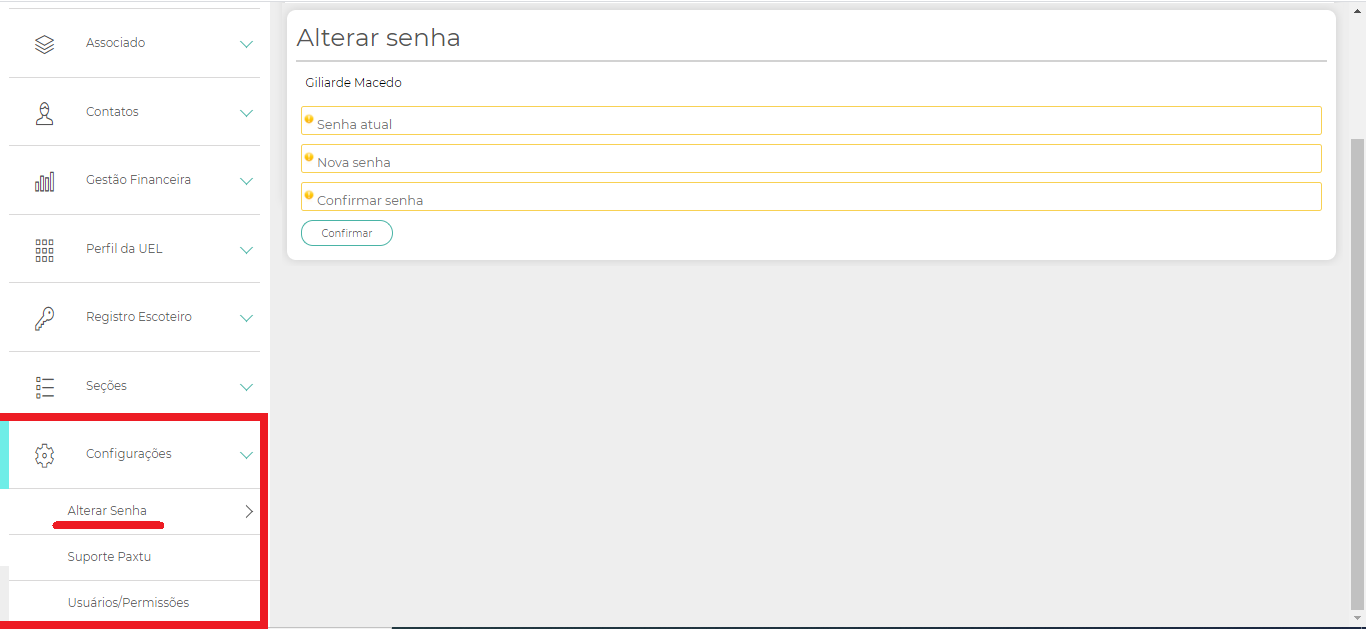 Associado
Contatos
Gestão Financeira
Perfil da UEL
Registro Escoteiro
Seções
Configurações
Alterar Senha
Suporte Paxtu
Usuários/Permissões
Alterar senha
Giliarde Macedo
Senha atual
Nova senha
Confirmar senha
Confirmar